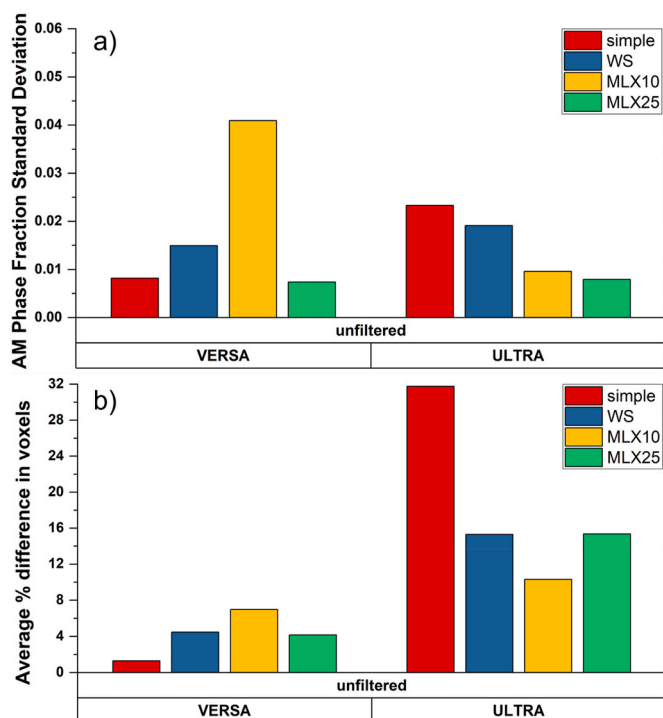 a)
AM Phase Fraction Standard Deviation
0.06
0.05
0.04
0.03
0.02
0.01
0.00
simple
WS
MLX10
MLX25
unfiltered
VERSA ULTRA
b)
Average % difference in voxels
32
28
24
20
16
12
8
4
0
simple
WS
MLX10
MLX25
unfiltered
VERSA ULTRA